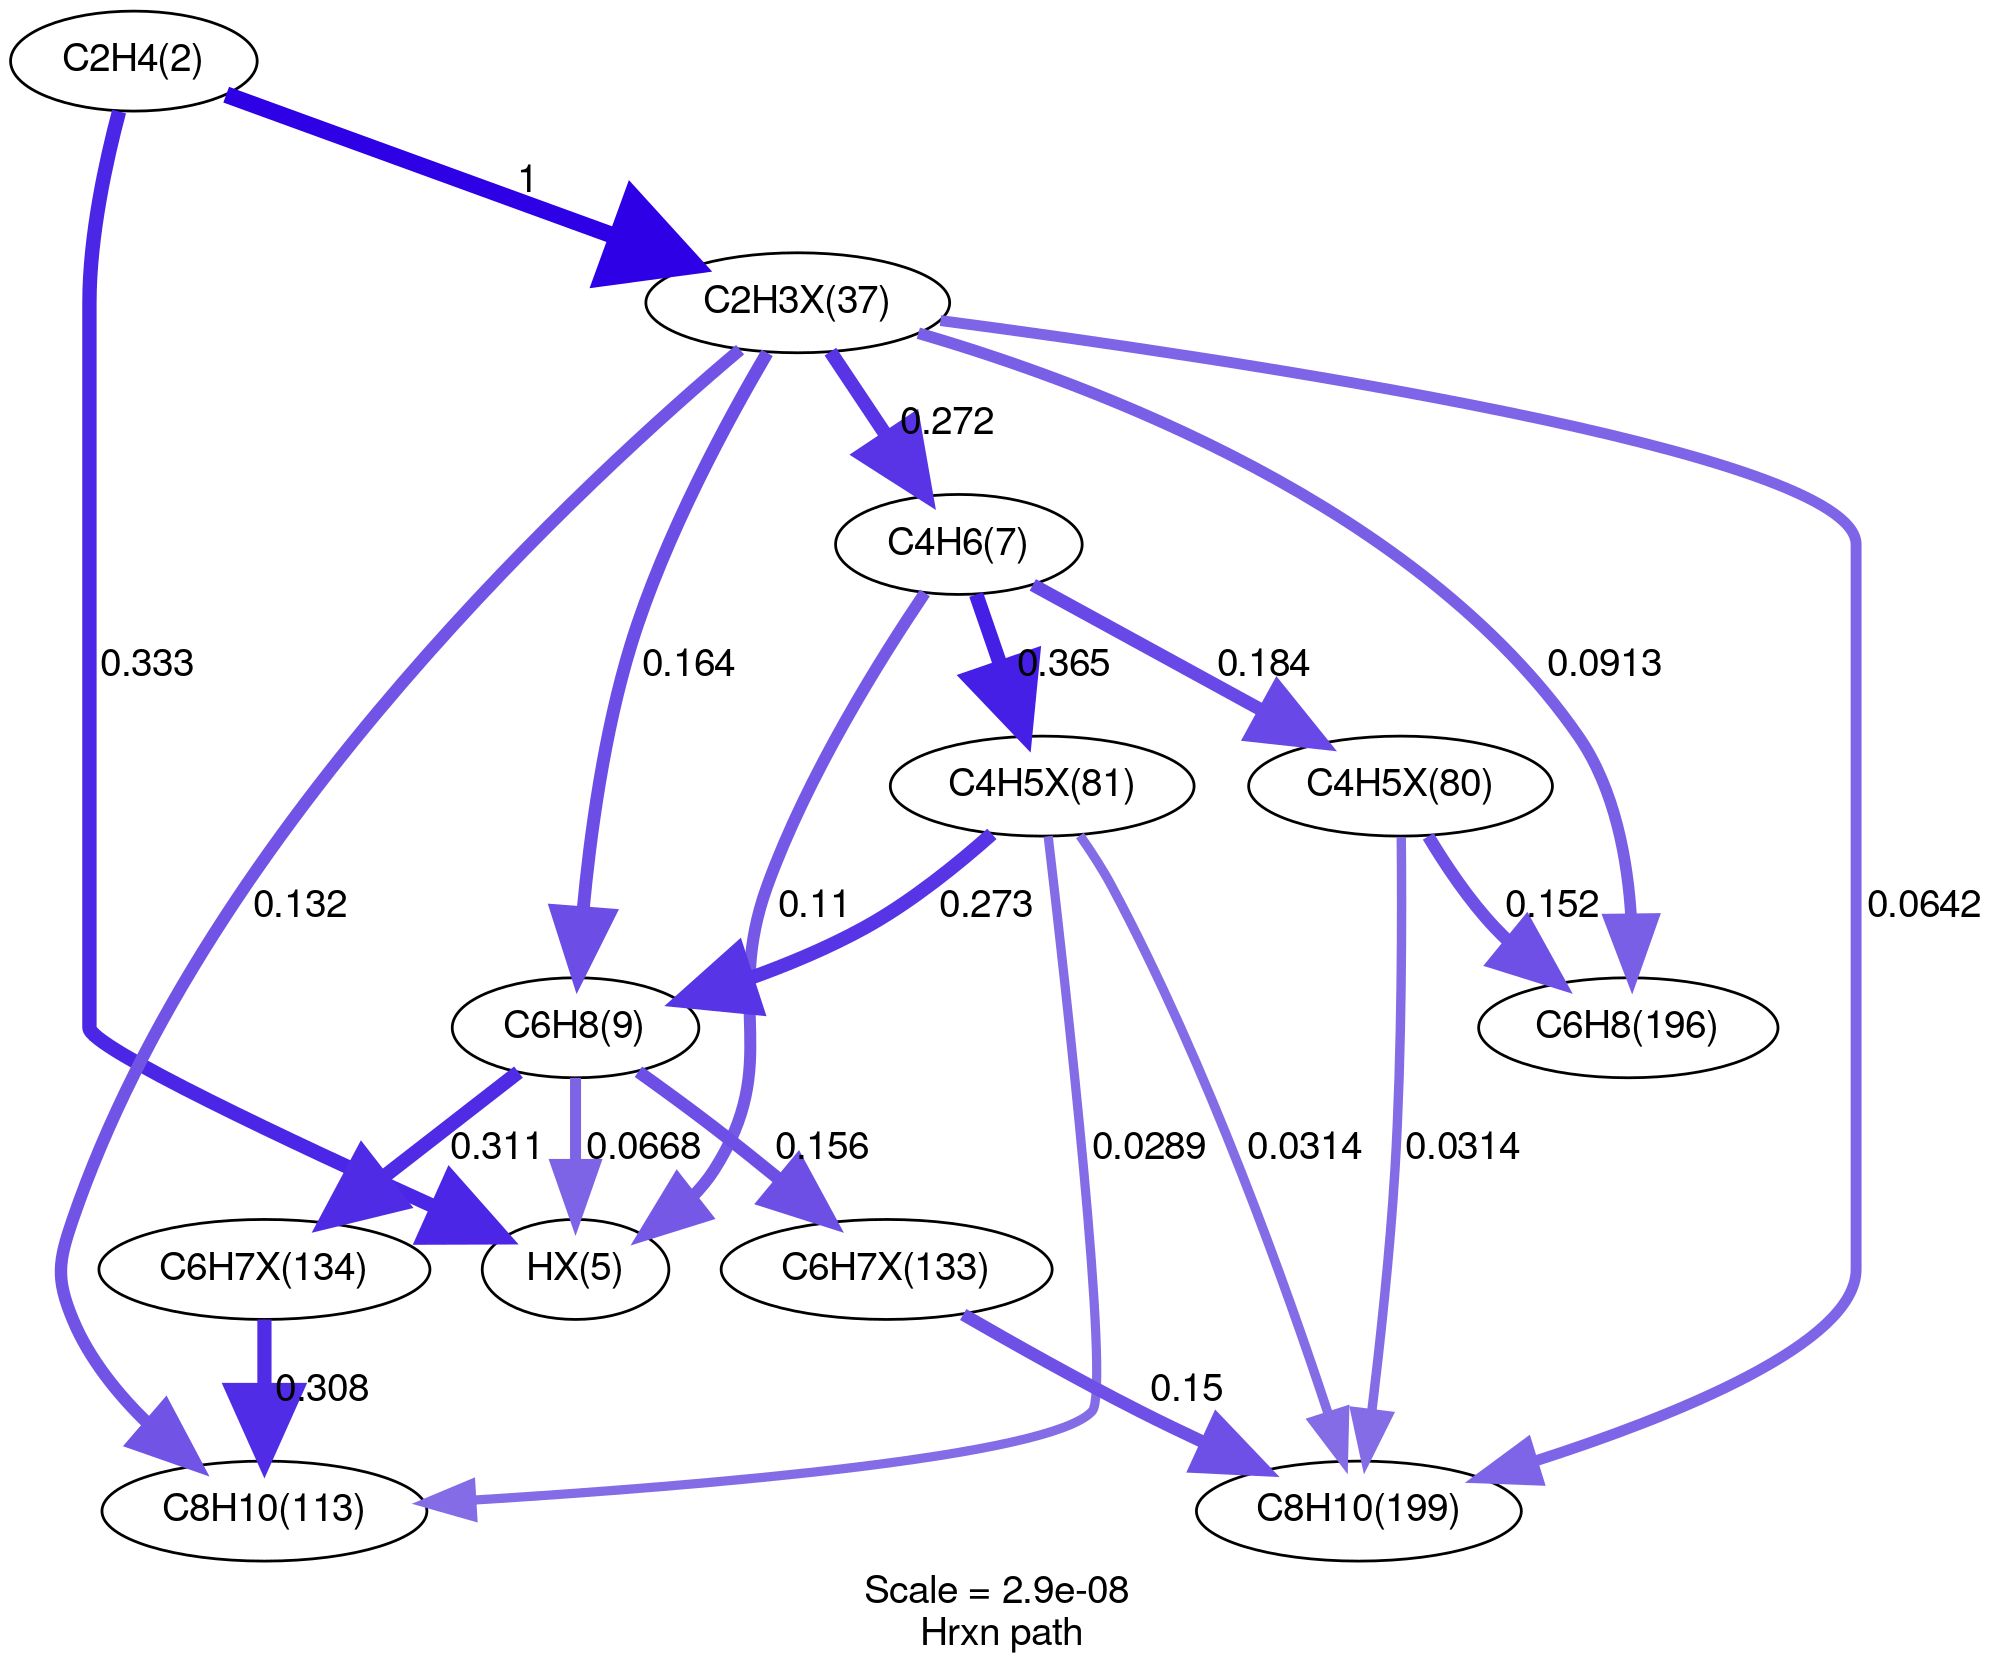 C2H4(2)
1
C2H3X(37)
0.272
C4H6(7)
0.333
0.164
0.365
0.184
0.0913
C4H5X(81)
C4H5X(80)
0.132
0.11
0.273
0.152
0.0642
C6H8(9)
C6H8(196)
0.311
0.0668
0.156
0.0289
0.0314
0.0314
C6H7X(134)
HX(5)
C6H7X(133)
0.308
0.15
C8H10(113)
C8H10(199)
Scale = 2.9e-08
Hrxn path